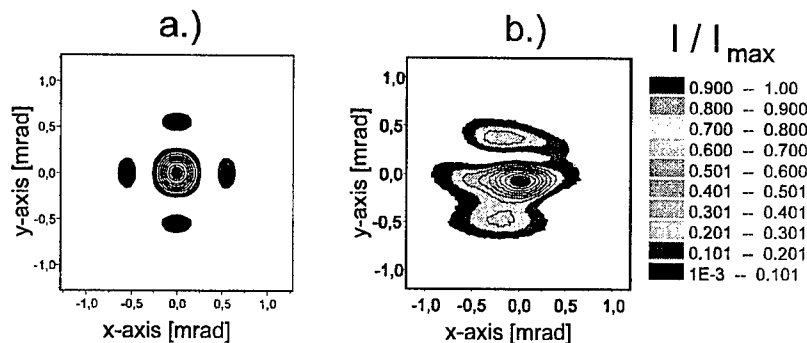 a.)
b.)
I / Imax
1,0
0,5
0,0
-0,5
-1,0
y-axis [mrad]
-1,0 -0,5 0,0 0,5 1,0
x-axis [mrad]
1,0
0,5
0,0
-0,5
-1,0
y-axis [mrad]
-1,0 -0,5 0,0 0,5 1,0
x-axis [mrad]
0.900 -- 1.00
0.800 -- 0.900
0.700 -- 0.800
0.600 -- 0.700
0.501 -- 0.600
0.401 -- 0.501
0.301 -- 0.401
0.201 -- 0.301
0.101 -- 0.201
1E-3 -- 0.101